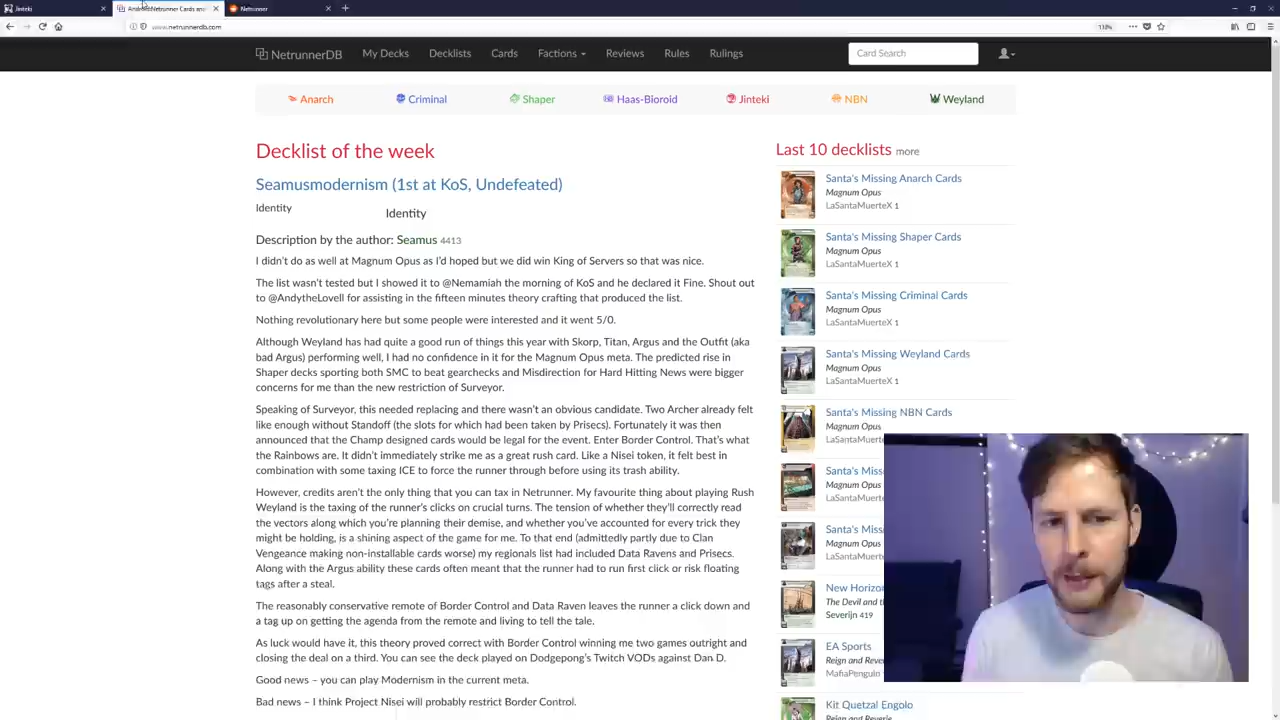 Jinteki
Android:Netrunner Cards and
Netrunner
www.netrunnerdb.com
110%
NetrunnerDB
My Decks
Decklists
Cards
Factions
Reviews
Rules
Rulings
Card Search
Anarch
Criminal
Shaper
Haas-Bioroid
Jinteki
NBN
Weyland
Decklist of the week
Seamusmodernism (1st at KoS, Undefeated)
Identity
Identity
Description by the author: Seamus 4413
I didn't do as well at Magnum Opus as I'd hoped but we did win King of Servers so that was nice.
The list wasn't tested but I showed it to @Nemamiah the morning of KoS and he declared it Fine. Shout out
to @AndytheLovell for assisting in the fifteen minutes theory crafting that produced the list.
Nothing revolutionary here but some people were interested and it went 5/0.
Although Weyland has had quite a good run of things this year with Skorp, Titan, Argus and the Outfit (aka
bad Argus) performing well, I had no confidence in it for the Magnum Opus meta. The predicted rise in
Shaper decks sporting both SMC to beat gearchecks and Misdirection for Hard Hitting News were bigger
concerns for me than the new restriction of Surveyor.
Speaking of Surveyor, this needed replacing and there wasn't an obvious candidate. Two Archer already felt
like enough without Standoff (the slots for which had been taken by Prisecs). Fortunately it was then
announced that the Champ designed cards would be legal for the event. Enter Border Control. That's what
the Rainbows are. It didn't immediately strike me as a great rush card. Like a Nisei token, it felt best in
combination with some taxing ICE to force the runner through before using its trash ability.
However, credits aren't the only thing that you can tax in Netrunner. My favourite thing about playing Rush
Weyland is the taxing of the runner's clicks on crucial turns. The tension of whether they'll correctly read
the vectors along which you're planning their demise, and whether you've accounted for every trick they
might be holding, is a shining aspect of the game for me. To that end (admittedly partly due to Clan
Vengeance making non-installable cards worse) my regionals list had included Data Ravens and Prisecs.
Along with the Argus ability these cards often meant that the runner had to run first click or risk floating
tags after a steal.
The reasonably conservative remote of Border Control and Data Raven leaves the runner a click down and
a tag up on getting the agenda from the remote and living to tell the tale.
As luck would have it, this theory proved correct with Border Control winning me two games outright and
closing the deal on a third. You can see the deck played on Dodgepong's Twitch VODs against Dan D.
Good news – you can play Modernism in the current meta.
Bad news – I think Project Nisei will probably restrict Border Control.
Last 10 decklists more
Santa's Missing Anarch Cards
Magnum Opus
LaSantaMuerteX 1
Santa's Missing Shaper Cards
Magnum Opus
LaSantaMuerteX 1
Santa's Missing Criminal Cards
Magnum Opus
LaSantaMuerteX 1
Santa's Missing Weyland Cards
Magnum Opus
LaSantaMuerteX 1
Santa's Missing NBN Cards
Magnum Opus
LaSantaMuerteX
Santa's Miss
Magnum Opus
LaSantaMuerteX
Santa's Miss
Magnum Opus
LaSantaMuerteX
New Horizo
The Devil and th
Severijn 419
EA Sports
Reign and Reve
MafiaPenguin
Kit Quetzal Engolo
Reign and Reverie